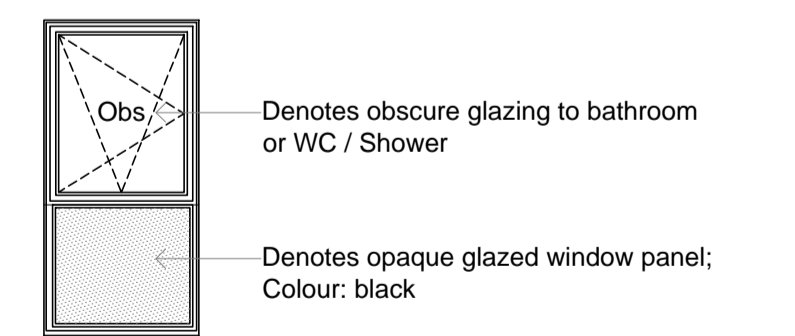 Obs
Denotes obscure glazing to bathroom
or WC / Shower
Denotes opaque glazed window panel;
Colour: black